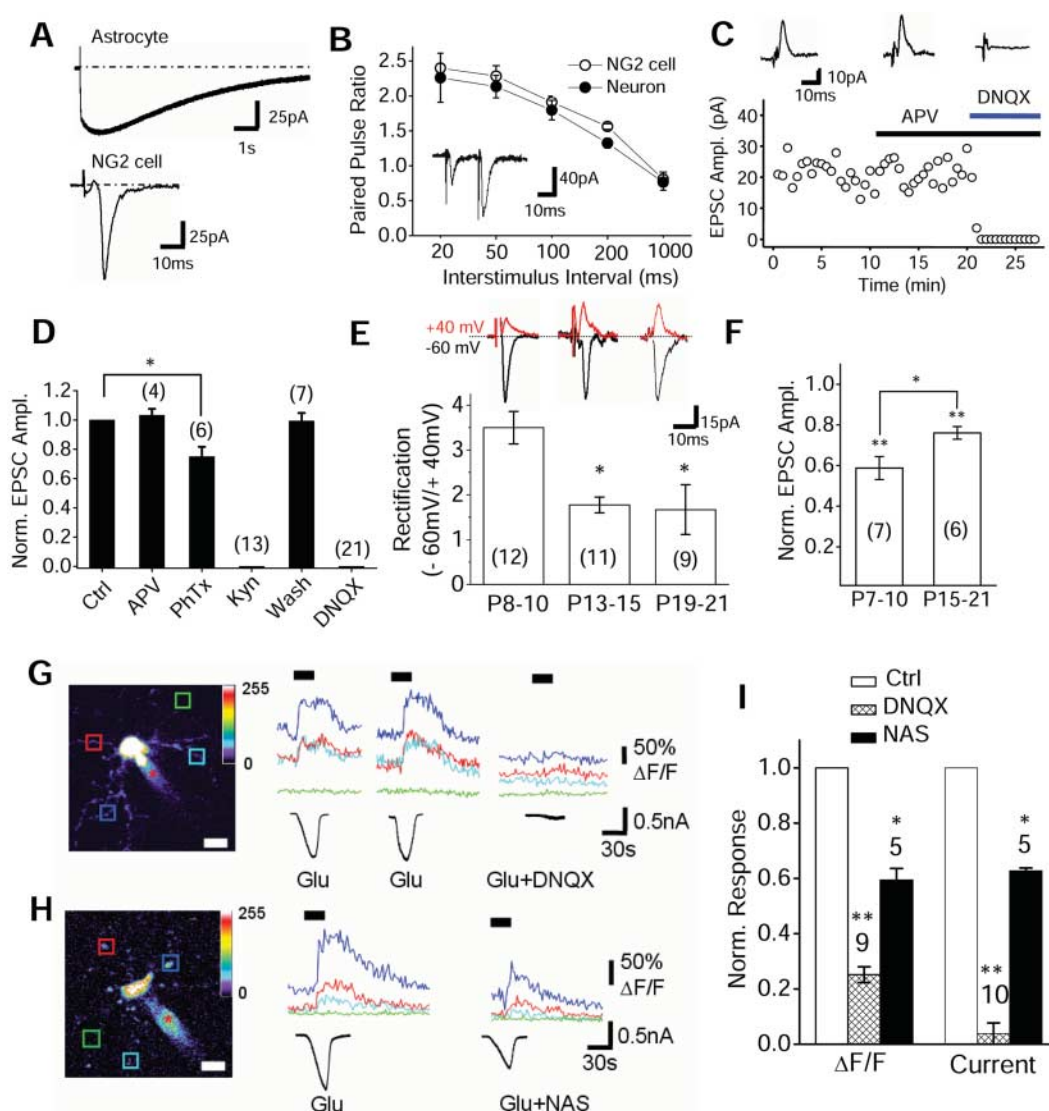 A
Astrocyte
25pA
1s
NG2 cell
25pA
10ms
B
Paired Pulse Ratio
2.5
2.0
1.5
1.0
0.5
0.0
NG2 cell
Neuron
40pA
10ms
20 50 100 200 1000
Interstimulus Interval (ms)
C
10pA
10ms
DNQX
APV
EPSC Ampl. (pA)
40
30
20
10
0
0 5 10 15 20 25
Time (min)
D
Norm. EPSC Ampl.
1.2
1.0
0.8
0.6
0.4
0.2
0.0
*
(4)
(6)
(13)
(7)
(21)
Ctrl APV PhTx Kyn Wash DNQX
E
+40 mV
-60 mV
15pA
10ms
Rectification
(- 60mV/+ 40mV)
4
3
2
1
0
* *
(12) (11) (9)
P8-10 P13-15 P19-21
F
Norm. EPSC Ampl.
1.0
0.8
0.6
0.4
0.2
*
** **
(7) (6)
P7-10 P15-21
G
255
0
*
50%
ΔF/F
0.5nA
30s
Glu Glu Glu+DNQX
H
255
0
*
50%
ΔF/F
0.5nA
30s
Glu Glu+NAS
I
Ctrl
DNQX
NAS
Norm. Response
1.0
0.8
0.6
0.4
0.2
0.0
**
9
*
5
**
10
*
5
ΔF/F Current